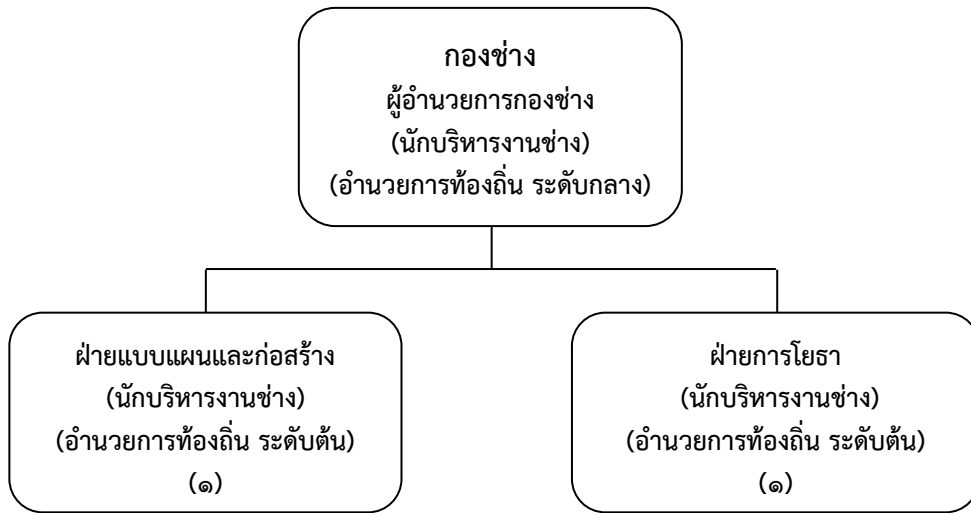 กองช่าง
ผู้อำนวยการกองช่าง
(นักบริหารงานช่าง)
(อำนวยการท้องถิ่น ระดับกลาง)
ฝ่ายแบบแผนและก่อสร้าง
(นักบริหารงานช่าง)
(อำนวยการท้องถิ่น ระดับต้น)
(๑)
ฝ่ายการโยธา
(นักบริหารงานช่าง)
(อำนวยการท้องถิ่น ระดับต้น)
(๑)